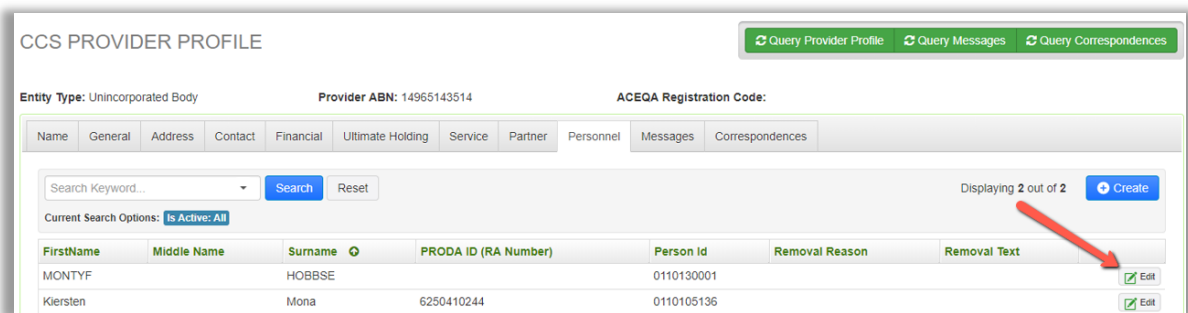 CCS PROVIDER PROFILE
Query Provider Profile Query Messages Query Correspondences
Entity Type: Unincorporated Body Provider ABN: 14965143514 ACEQA Registration Code:
Name General Address Contact Financial Ultimate Holding Service Partner Personnel Messages Correspondences
Search Keyword... Search Reset Displaying 2 out of 2 Create
Current Search Options: Is Active: All
FirstName Middle Name Surname PRODA ID (RA Number) Person Id Removal Reason Removal Text
MONTYF HOBBSE 0110130001 Edit
Kiersten Mona 6250410244 0110105136 Edit